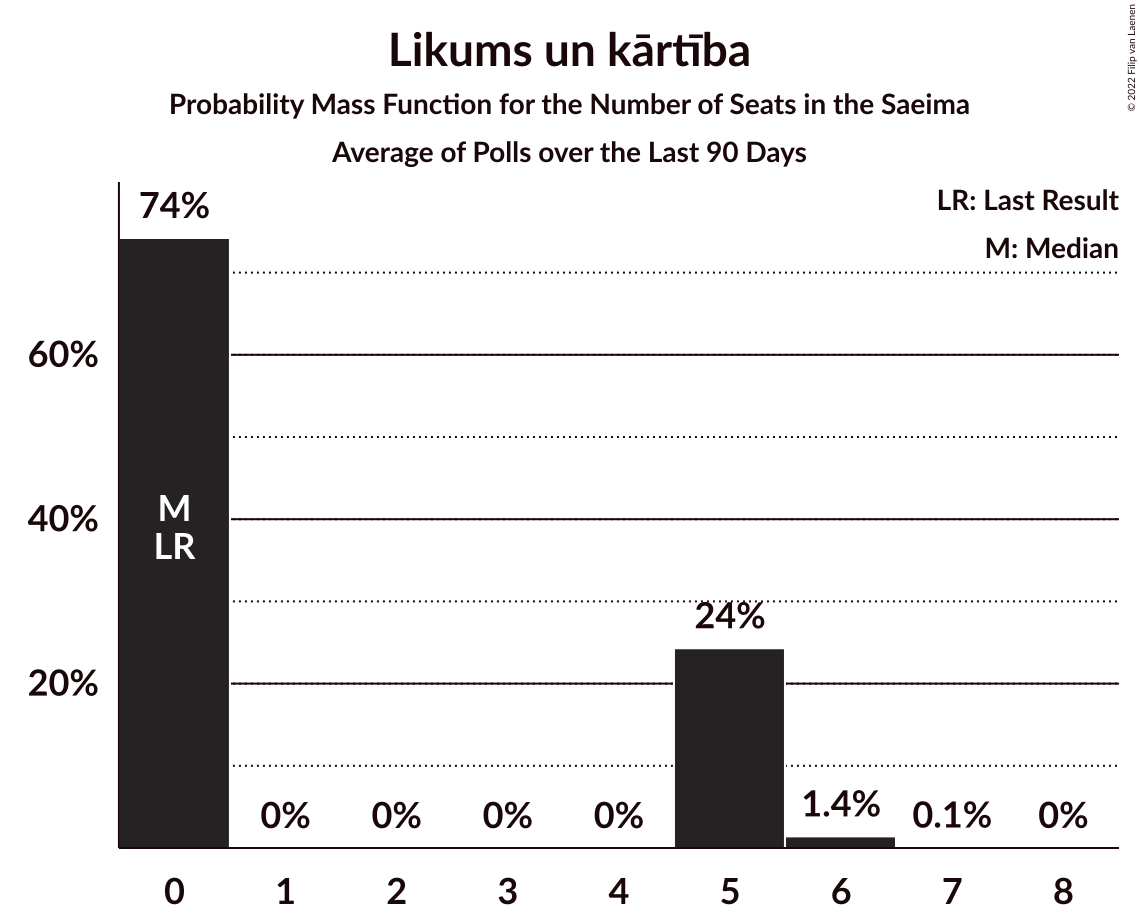 Likums un kārtība
Probability Mass Function for the Number of Seats in the Saeima
Average of Polls over the Last 90 Days
© 2022 Filip van Laenen
LR: Last Result
M: Median
74%
60%
40%
20%
M
LR
0%
0%
0%
0%
24%
1.4%
0.1%
0%
0
1
2
3
4
5
6
7
8